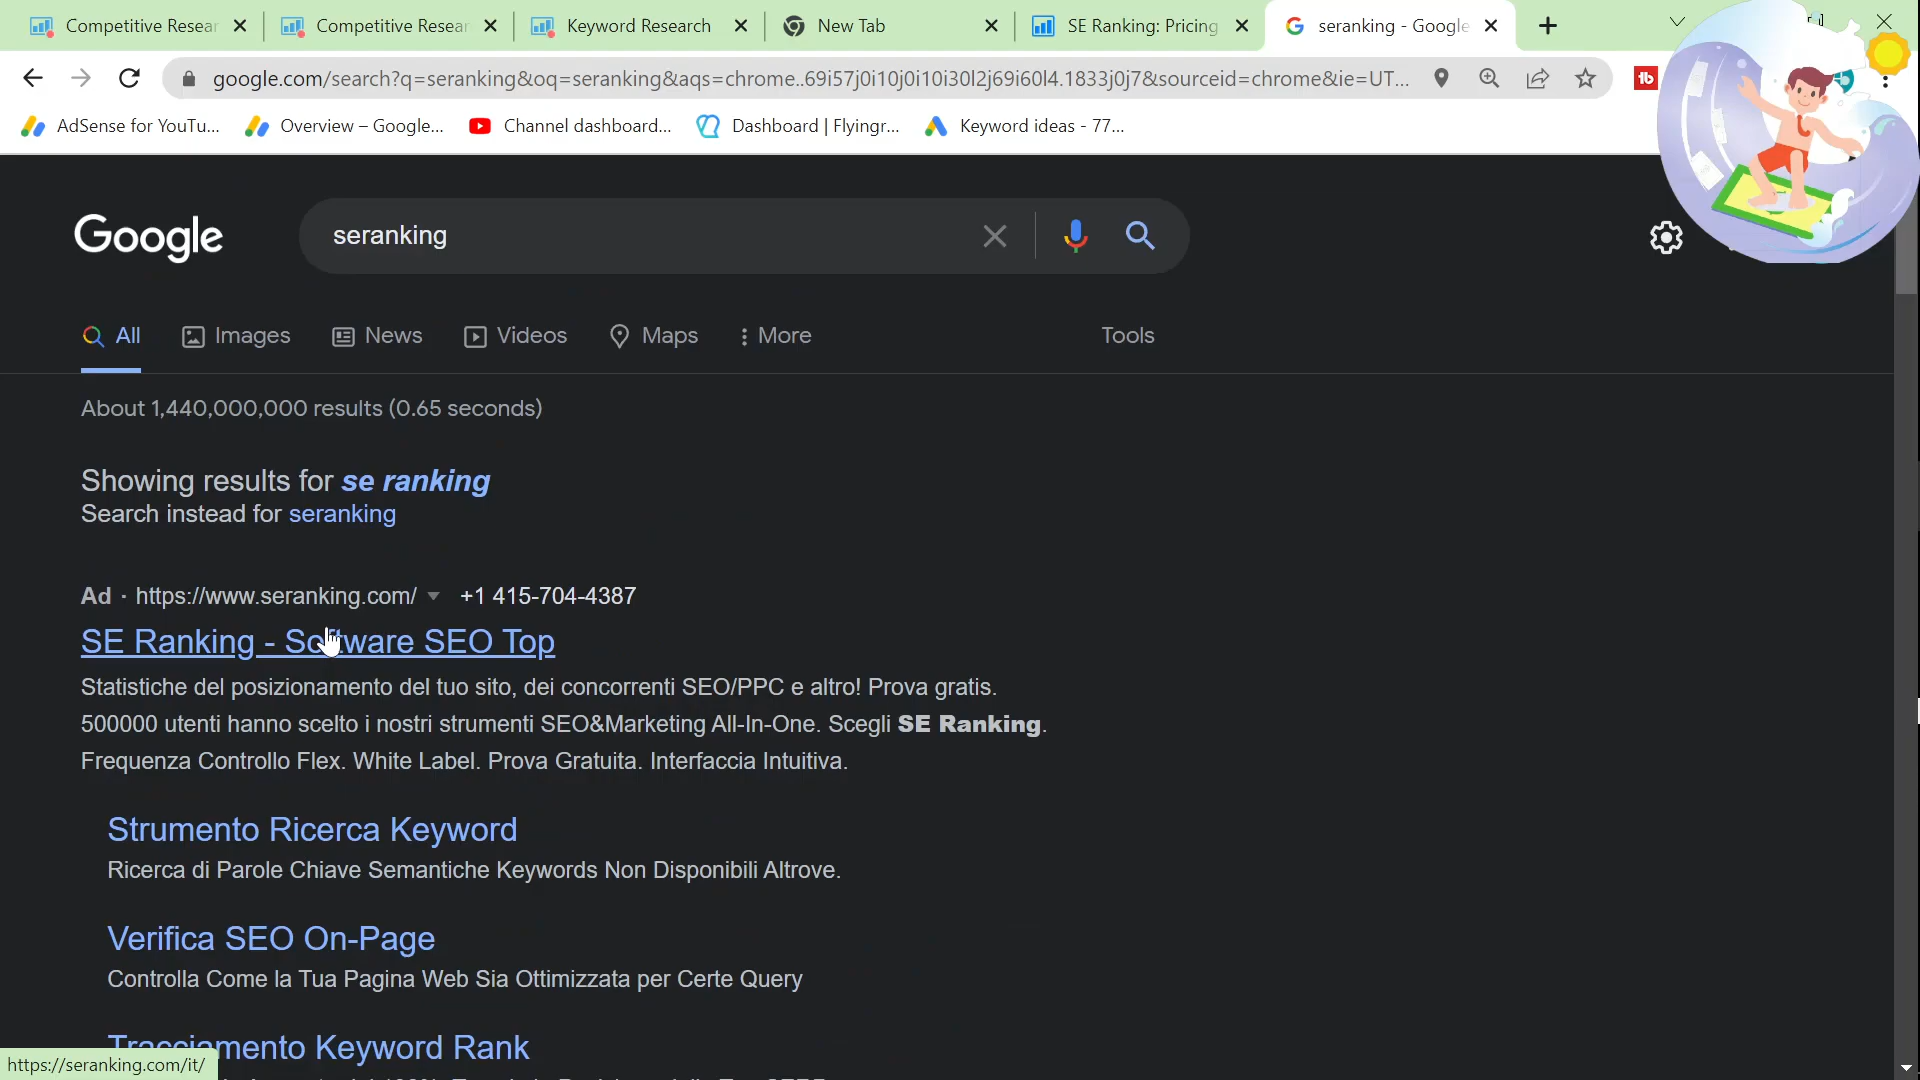 Competitive Resear
Competitive Resear
Keyword Research
New Tab
SE Ranking: Pricing
seranking - Google
google.com/search?q=seranking&oq=seranking&aqs=chrome..69i57j0i10j0i10i30l2j69i60l4.1833j0j7&sourceid=chrome&ie=UT...
AdSense for YouTu...
Overview – Google...
Channel dashboard...
Dashboard | Flyingr...
Keyword ideas - 77...
Google
seranking
All
Images
News
Videos
Maps
More
Tools
About 1,440,000,000 results (0.65 seconds)
Showing results for se ranking
Search instead for seranking
Ad · https://www.seranking.com/ +1 415-704-4387
SE Ranking - Software SEO Top
Statistiche del posizionamento del tuo sito, dei concorrenti SEO/PPC e altro! Prova gratis.
500000 utenti hanno scelto i nostri strumenti SEO&Marketing All-In-One. Scegli SE Ranking.
Frequenza Controllo Flex. White Label. Prova Gratuita. Interfaccia Intuitiva.
Strumento Ricerca Keyword
Ricerca di Parole Chiave Semantiche Keywords Non Disponibili Altrove.
Verifica SEO On-Page
Controlla Come la Tua Pagina Web Sia Ottimizzata per Certe Query
Tracciamento Keyword Rank
https://seranking.com/it/